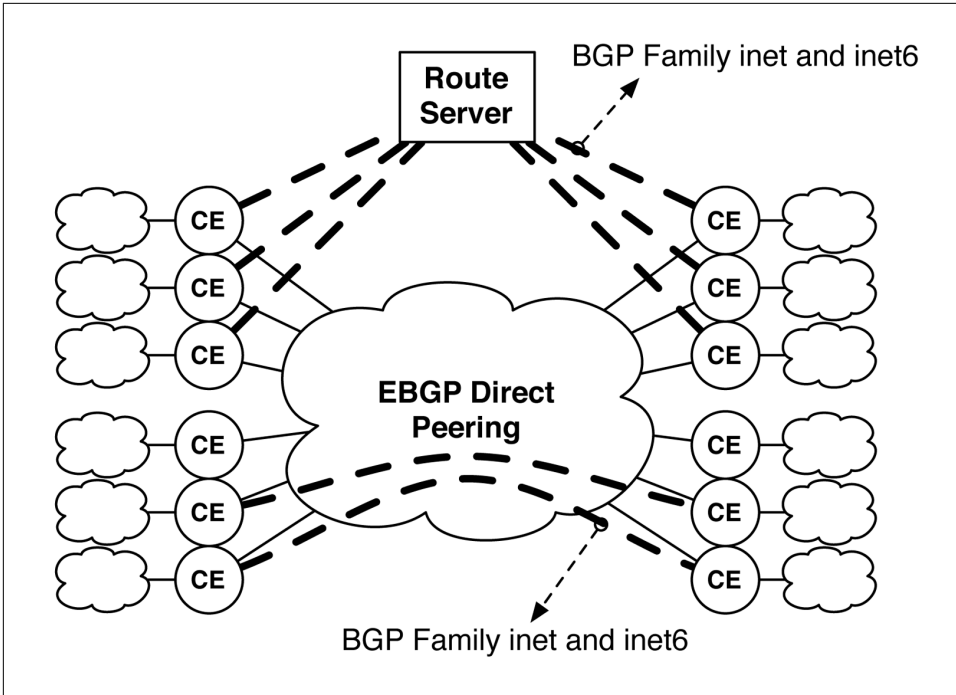 BGP Family inet and inet6
Route
Server
CE
CE
CE
CE
CE
CE
EBGP Direct
Peering
CE
CE
CE
CE
CE
CE
BGP Family inet and inet6